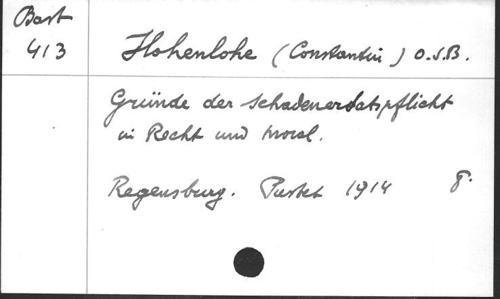 Bart
413
Hohenlohe (Constantin) O.S.B.
Gründe der Schadenersatzpflicht
in Recht und Moral.
Regensburg. Pustet 1914 8.